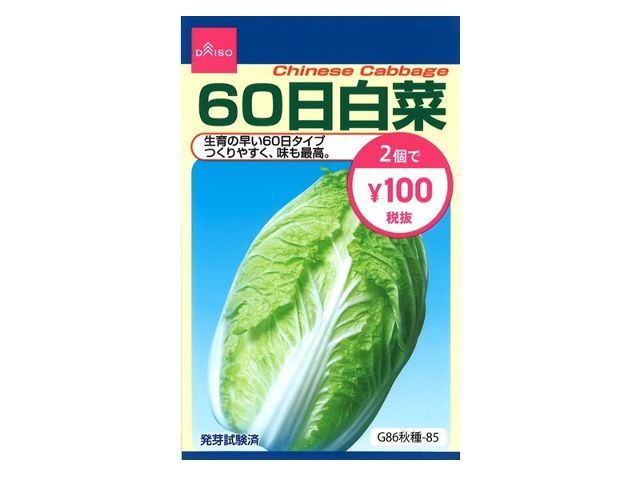 DAISO
Chinese Cabbage
60日白菜
生育の早い60日タイプ
つくりやすく、味も最高。
2個で
¥100
税抜
発芽試験済
G86秋種-85